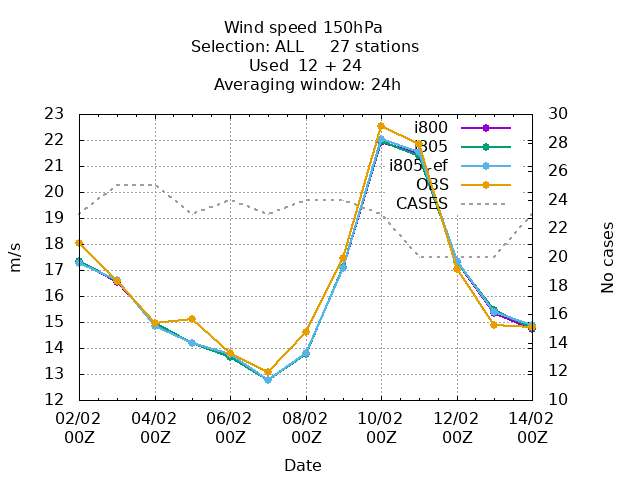 Wind speed 150hPa
Selection: ALL 27 stations
Used 12 + 24
Averaging window: 24h
23 30
22 28
21 26
20 24
19 22
18 20
17 18
16 16
15 14
14 12
13 10
12
m/s
No cases
i800
i805
i805_ef
OBS
CASES
02/02 04/02 06/02 08/02 10/02 12/02 14/02
00Z 00Z 00Z 00Z 00Z 00Z 00Z
Date